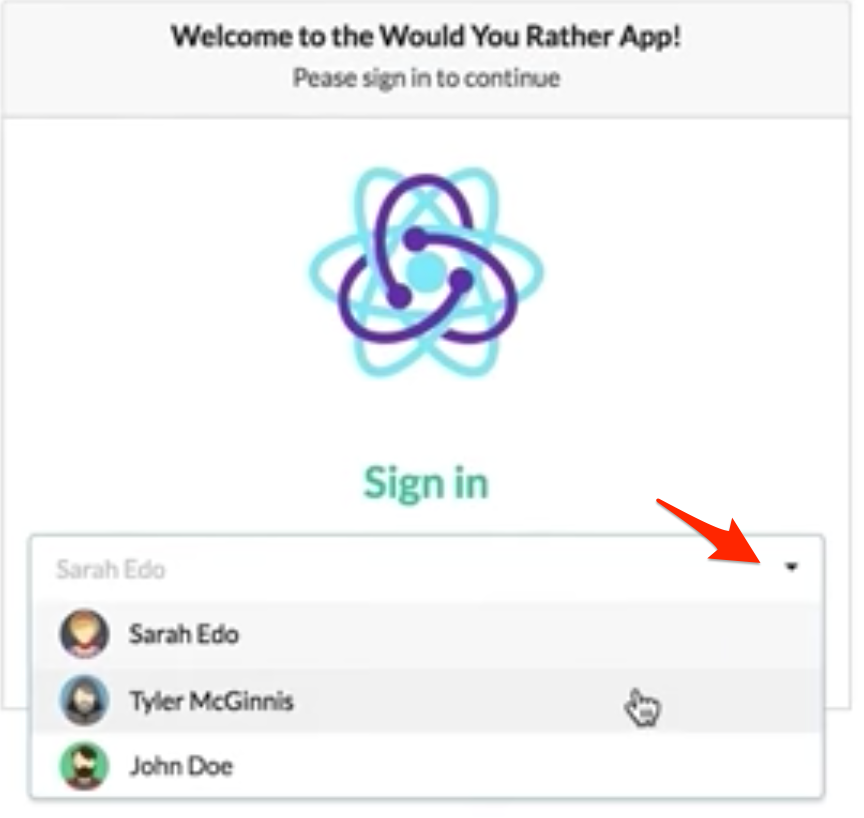 Welcome to the Would You Rather App!
Pease sign in to continue
Sign in
Sarah Edo
Sarah Edo
Tyler McGinnis
John Doe